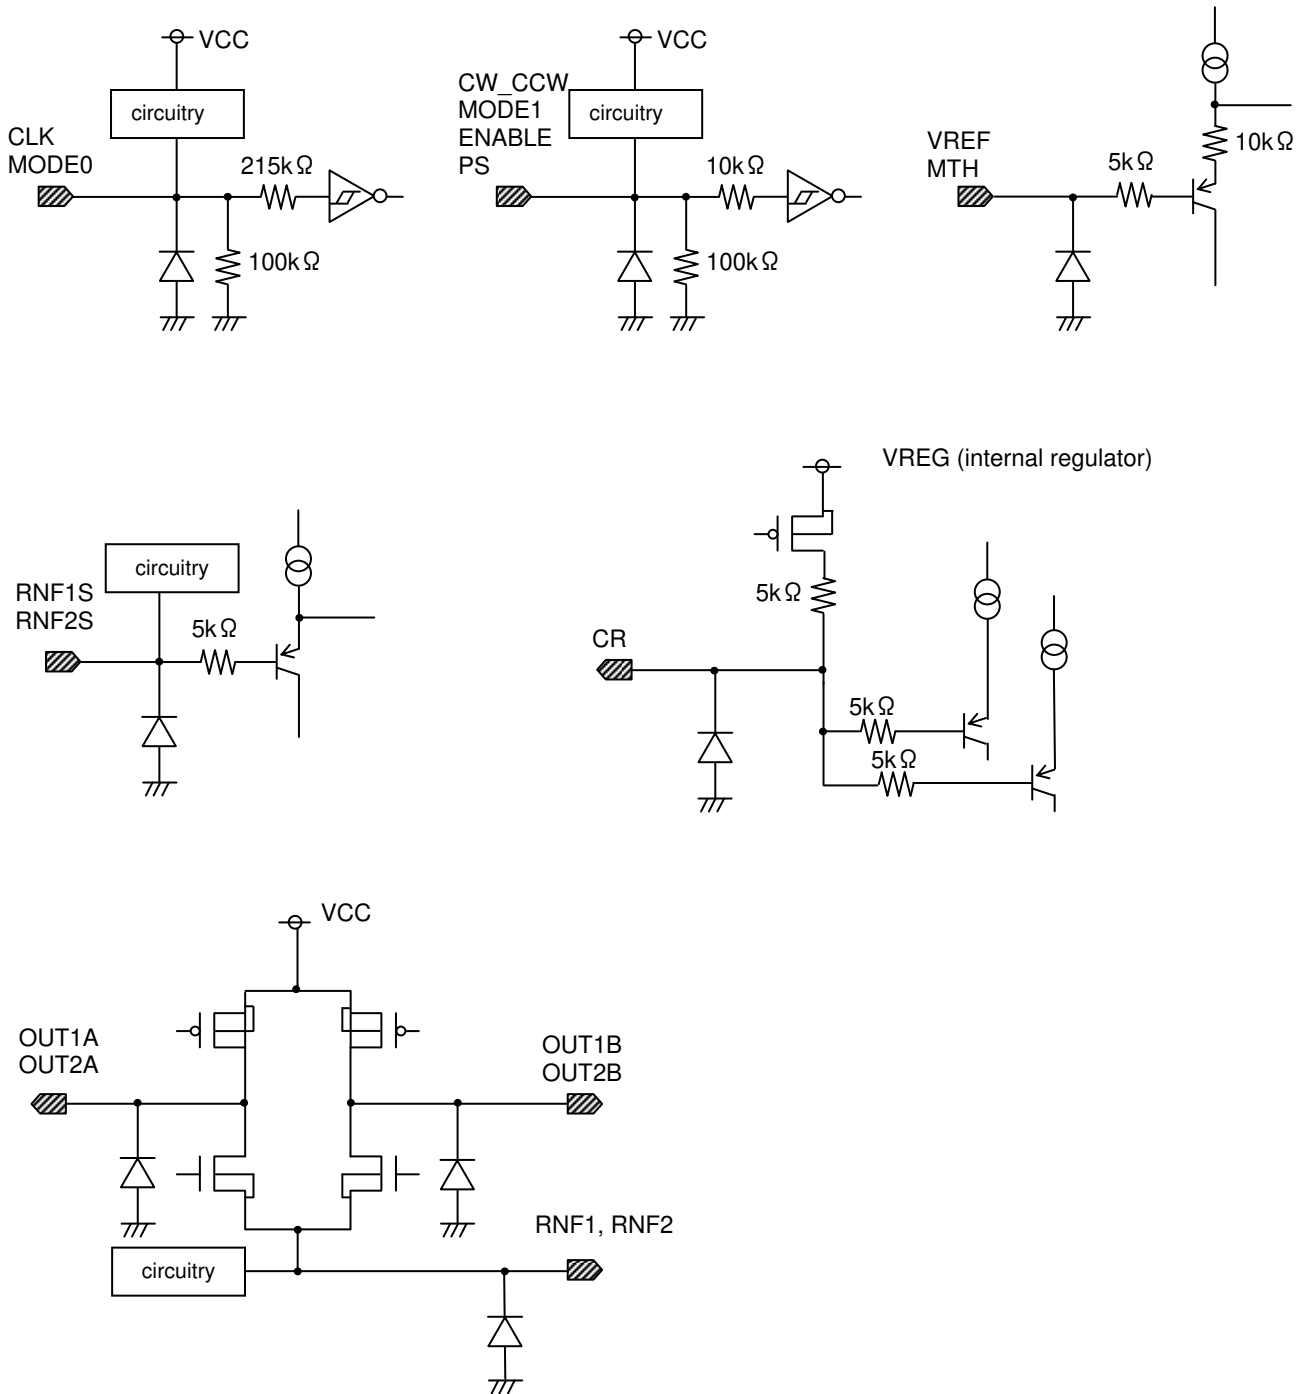 VCC
circuitry
CLK
MODE0
215kΩ
100kΩ
VCC
CW_CCW
MODE1
ENABLE
PS
circuitry
10kΩ
100kΩ
VREF
MTH
5kΩ
10kΩ
circuitry
RNF1S
RNF2S
5kΩ
VREG (internal regulator)
5kΩ
CR
5kΩ
5kΩ
VCC
OUT1A
OUT2A
OUT1B
OUT2B
RNF1, RNF2
circuitry